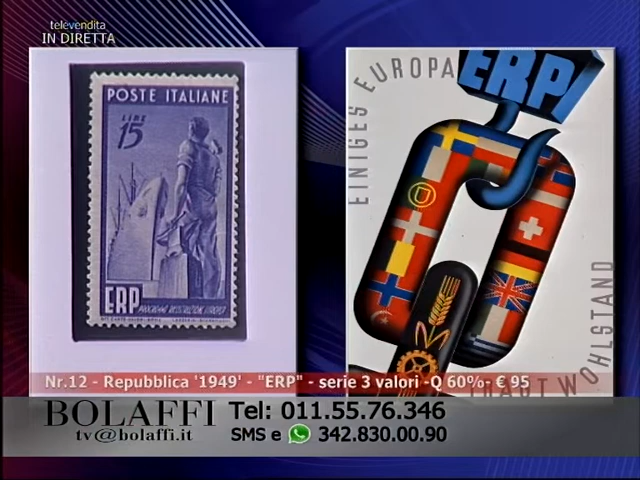 televendita
IN DIRETTA
POSTE ITALIANE
LIRE
15
ERP
EINIGES EUROPA
ERP
TRAGT WOHLSTAND
Nr.12 - Repubblica '1949' - "ERP" - serie 3 valori -Q 60%- € 95
BOLAFFI
tv@bolaffi.it
Tel: 011.55.76.346
SMS e 342.830.00.90